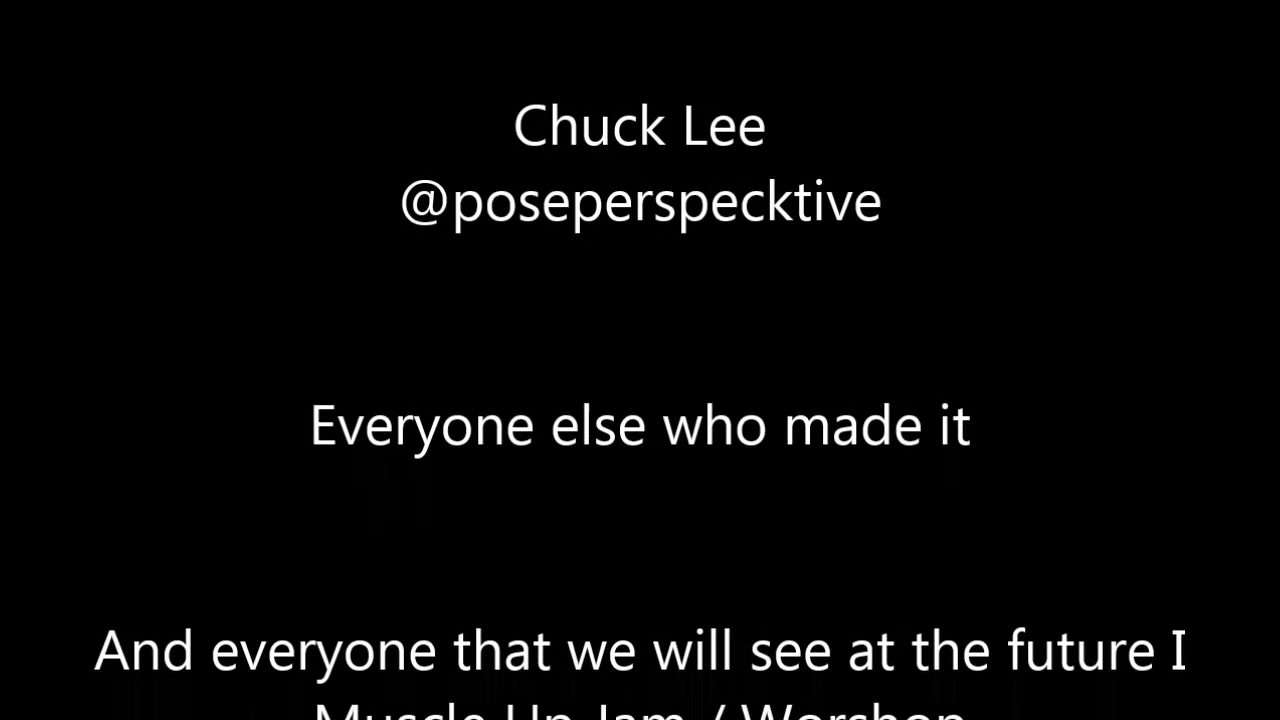 Chuck Lee
@poseperspecktive
Everyone else who made it
And everyone that we will see at the future I
Muscle Up Jam / Worshop